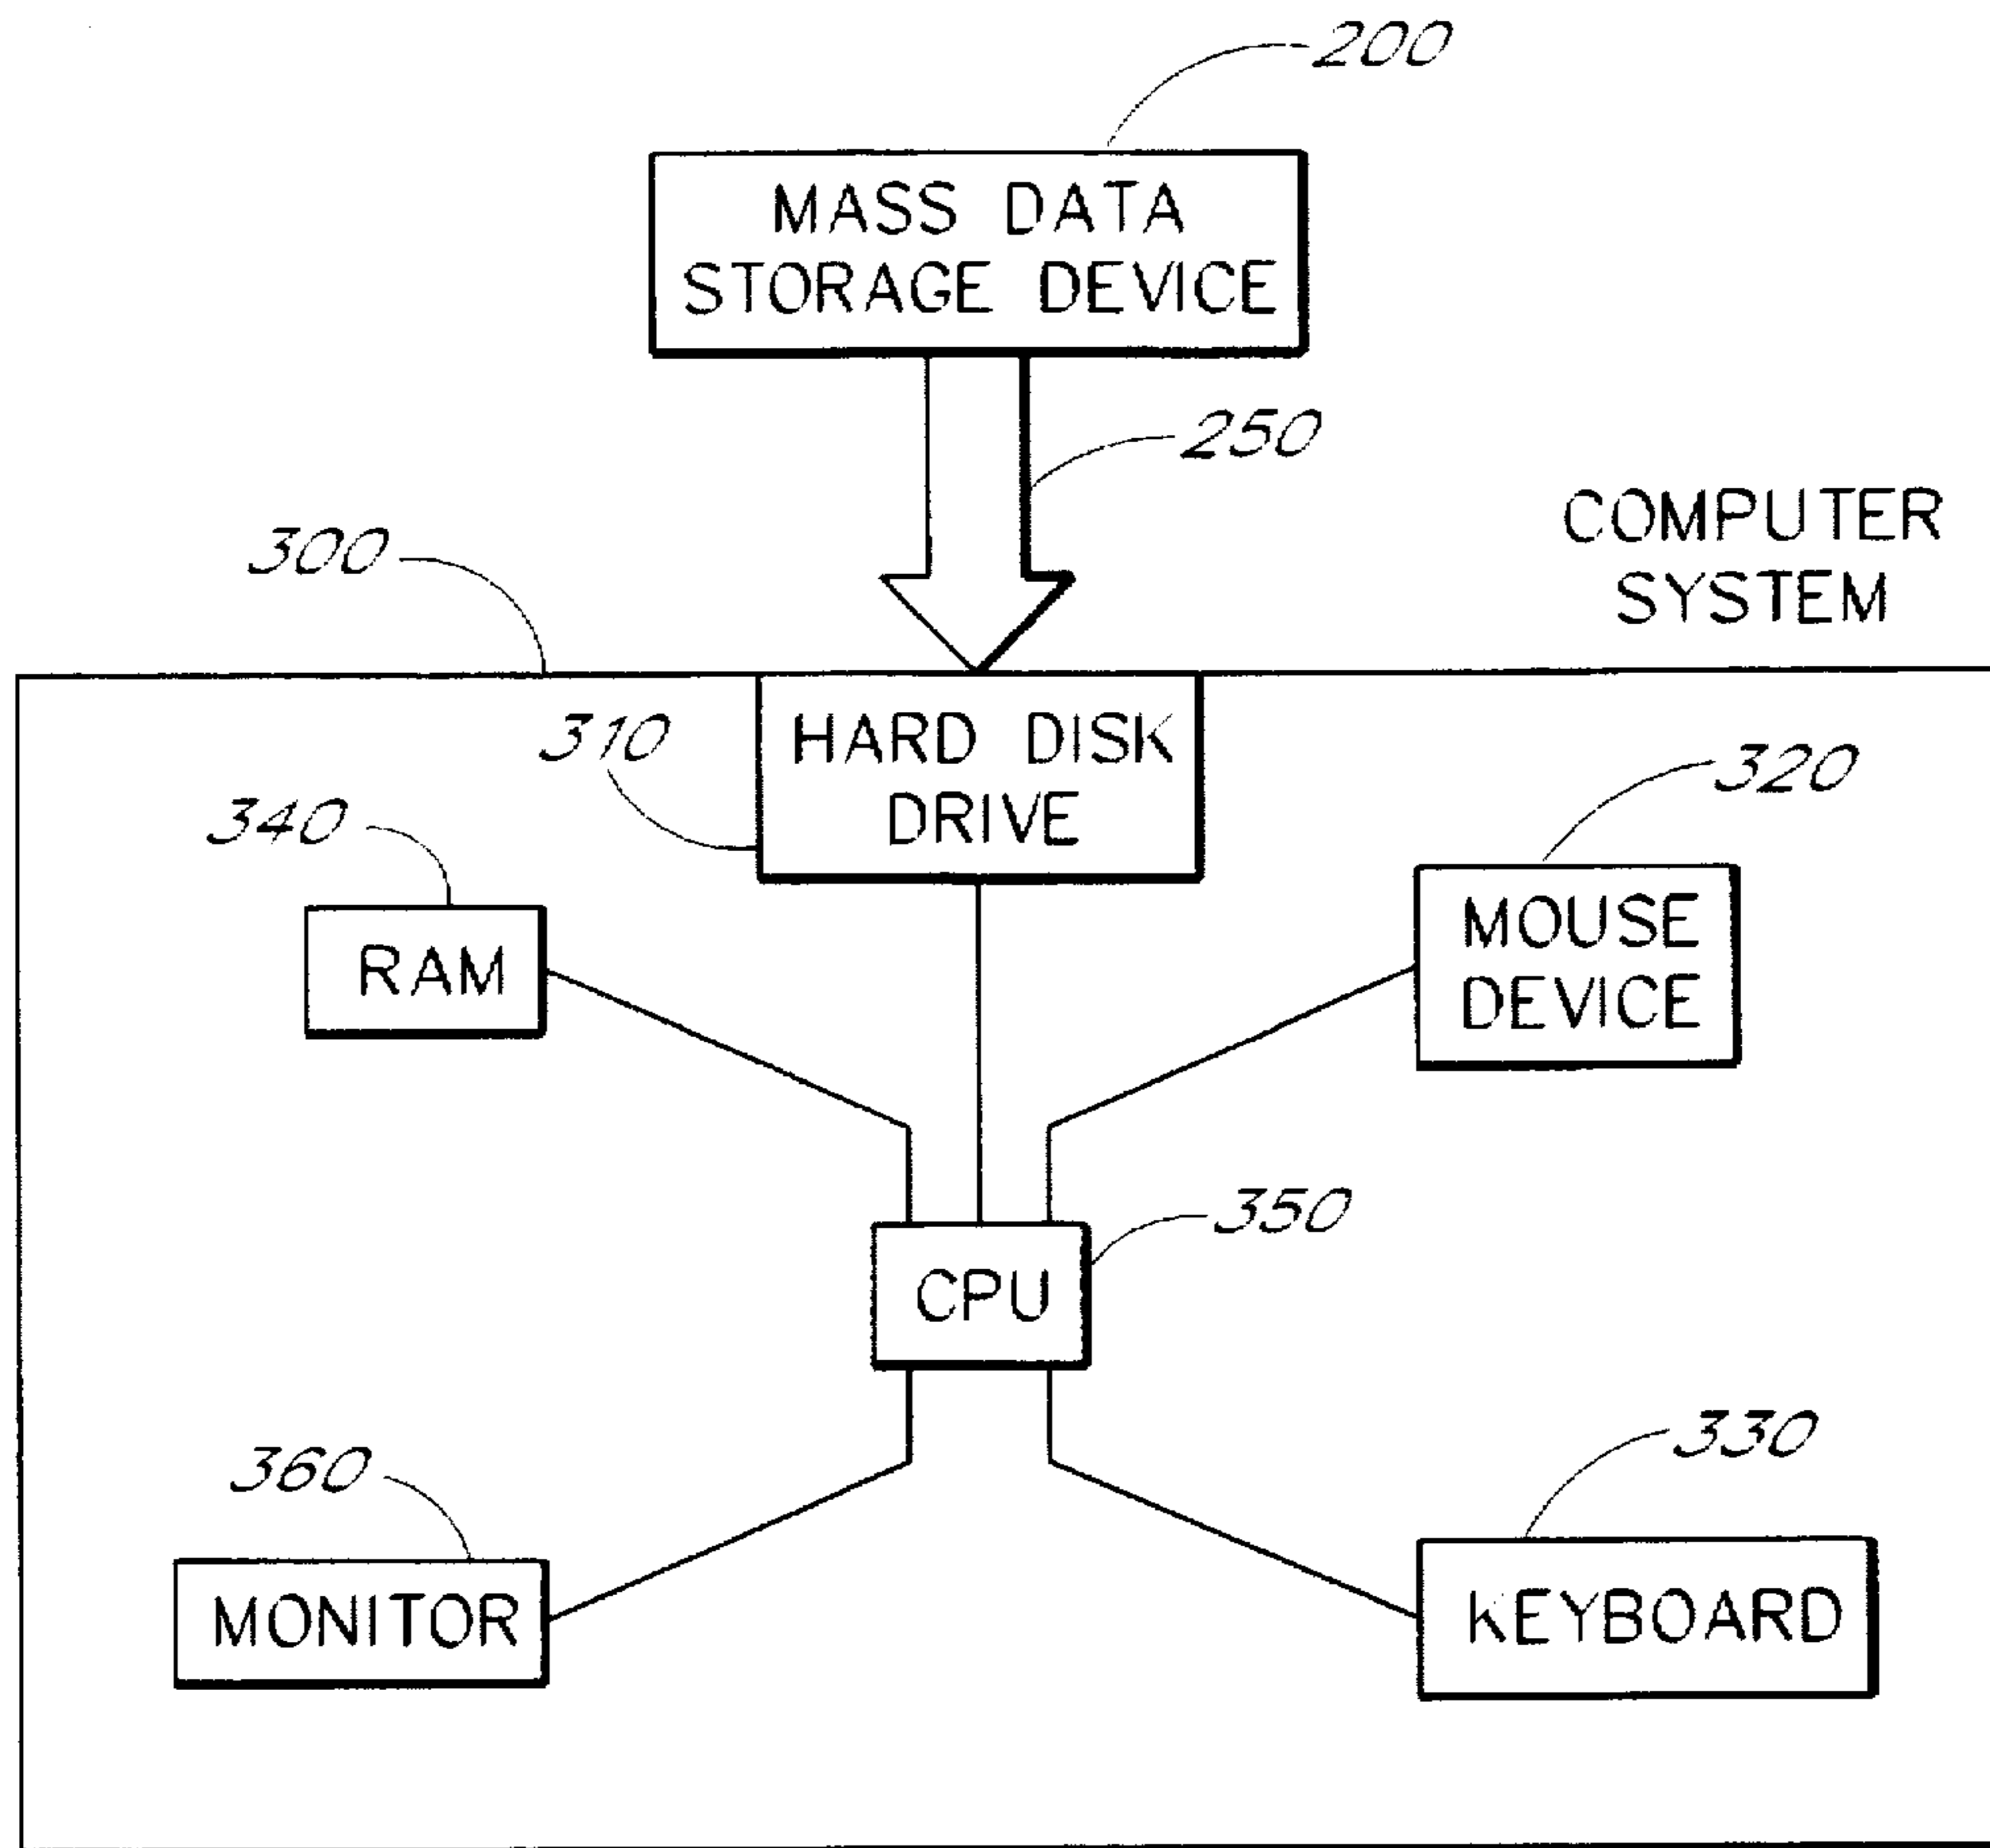 200
MASS DATA
STORAGE DEVICE
250
COMPUTER
SYSTEM
300
310
HARD DISK
DRIVE
320
340
MOUSE
DEVICE
RAM
350
CPU
330
360
MONITOR
KEYBOARD